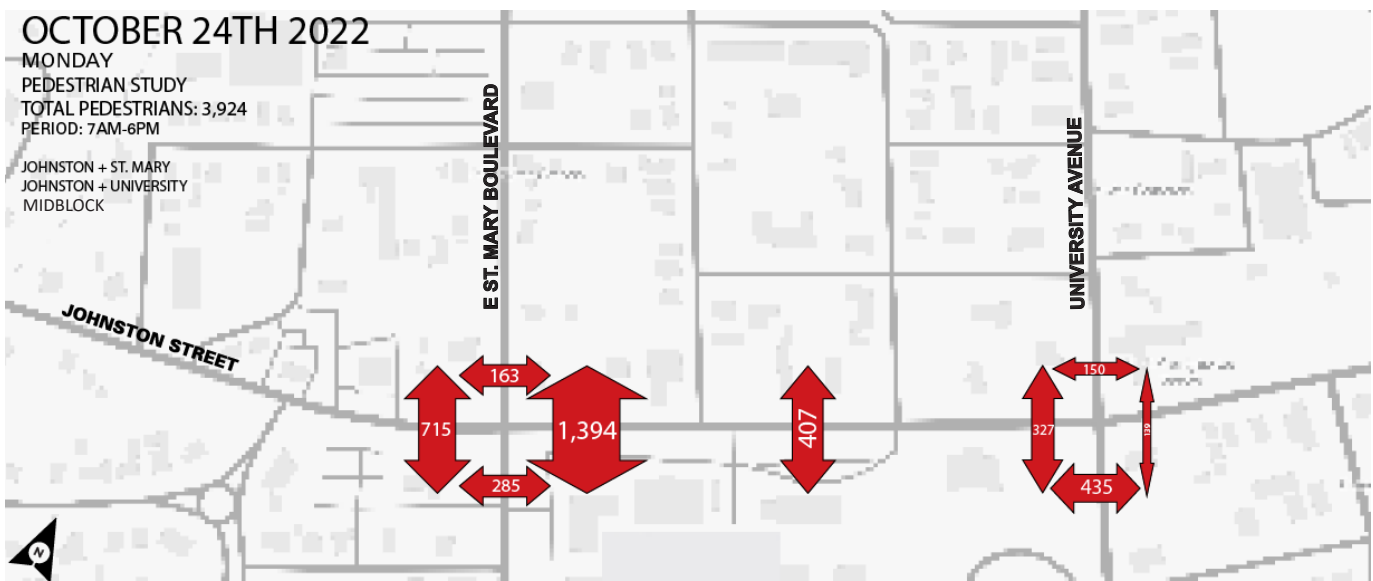 OCTOBER 24TH 2022
MONDAY
PEDESTRIAN STUDY
TOTAL PEDESTRIANS: 3,924
PERIOD: 7AM-6PM
JOHNSTON + ST. MARY
JOHNSTON + UNIVERSITY
MIDBLOCK
E ST. MARY BOULEVARD
UNIVERSITY AVENUE
JOHNSTON STREET
163
715
1,394
285
407
150
327
139
435
N